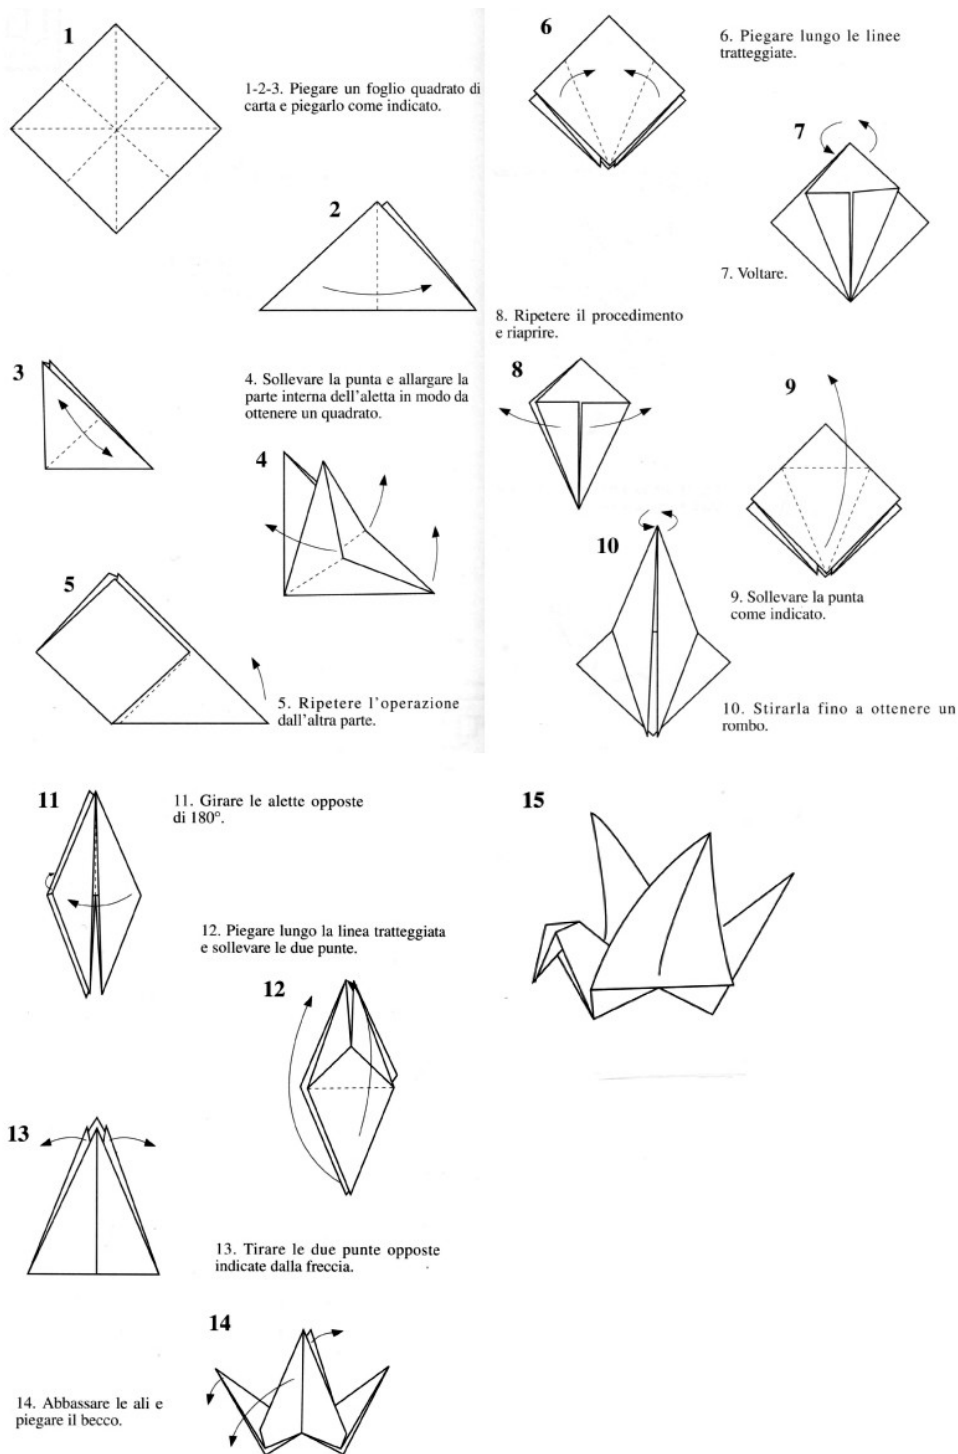 1
1-2-3. Piegare un foglio quadrato di
carta e piegarlo come indicato.
2
3
4. Sollevare la punta e allargare la
parte interna dell'aletta in modo da
ottenere un quadrato.
4
5
5. Ripetere l'operazione
dall'altra parte.
6
6. Piegare lungo le linee
tratteggiate.
7
7. Voltare.
8. Ripetere il procedimento
e riaprire.
8
9
9. Sollevare la punta
come indicato.
10
10. Stirarla fino a ottenere un
rombo.
11
11. Girare le alette opposte
di 180°.
12. Piegare lungo la linea tratteggiata
e sollevare le due punte.
12
13
13. Tirare le due punte opposte
indicate dalla freccia.
14
14. Abbassare le ali e
piegare il becco.
15